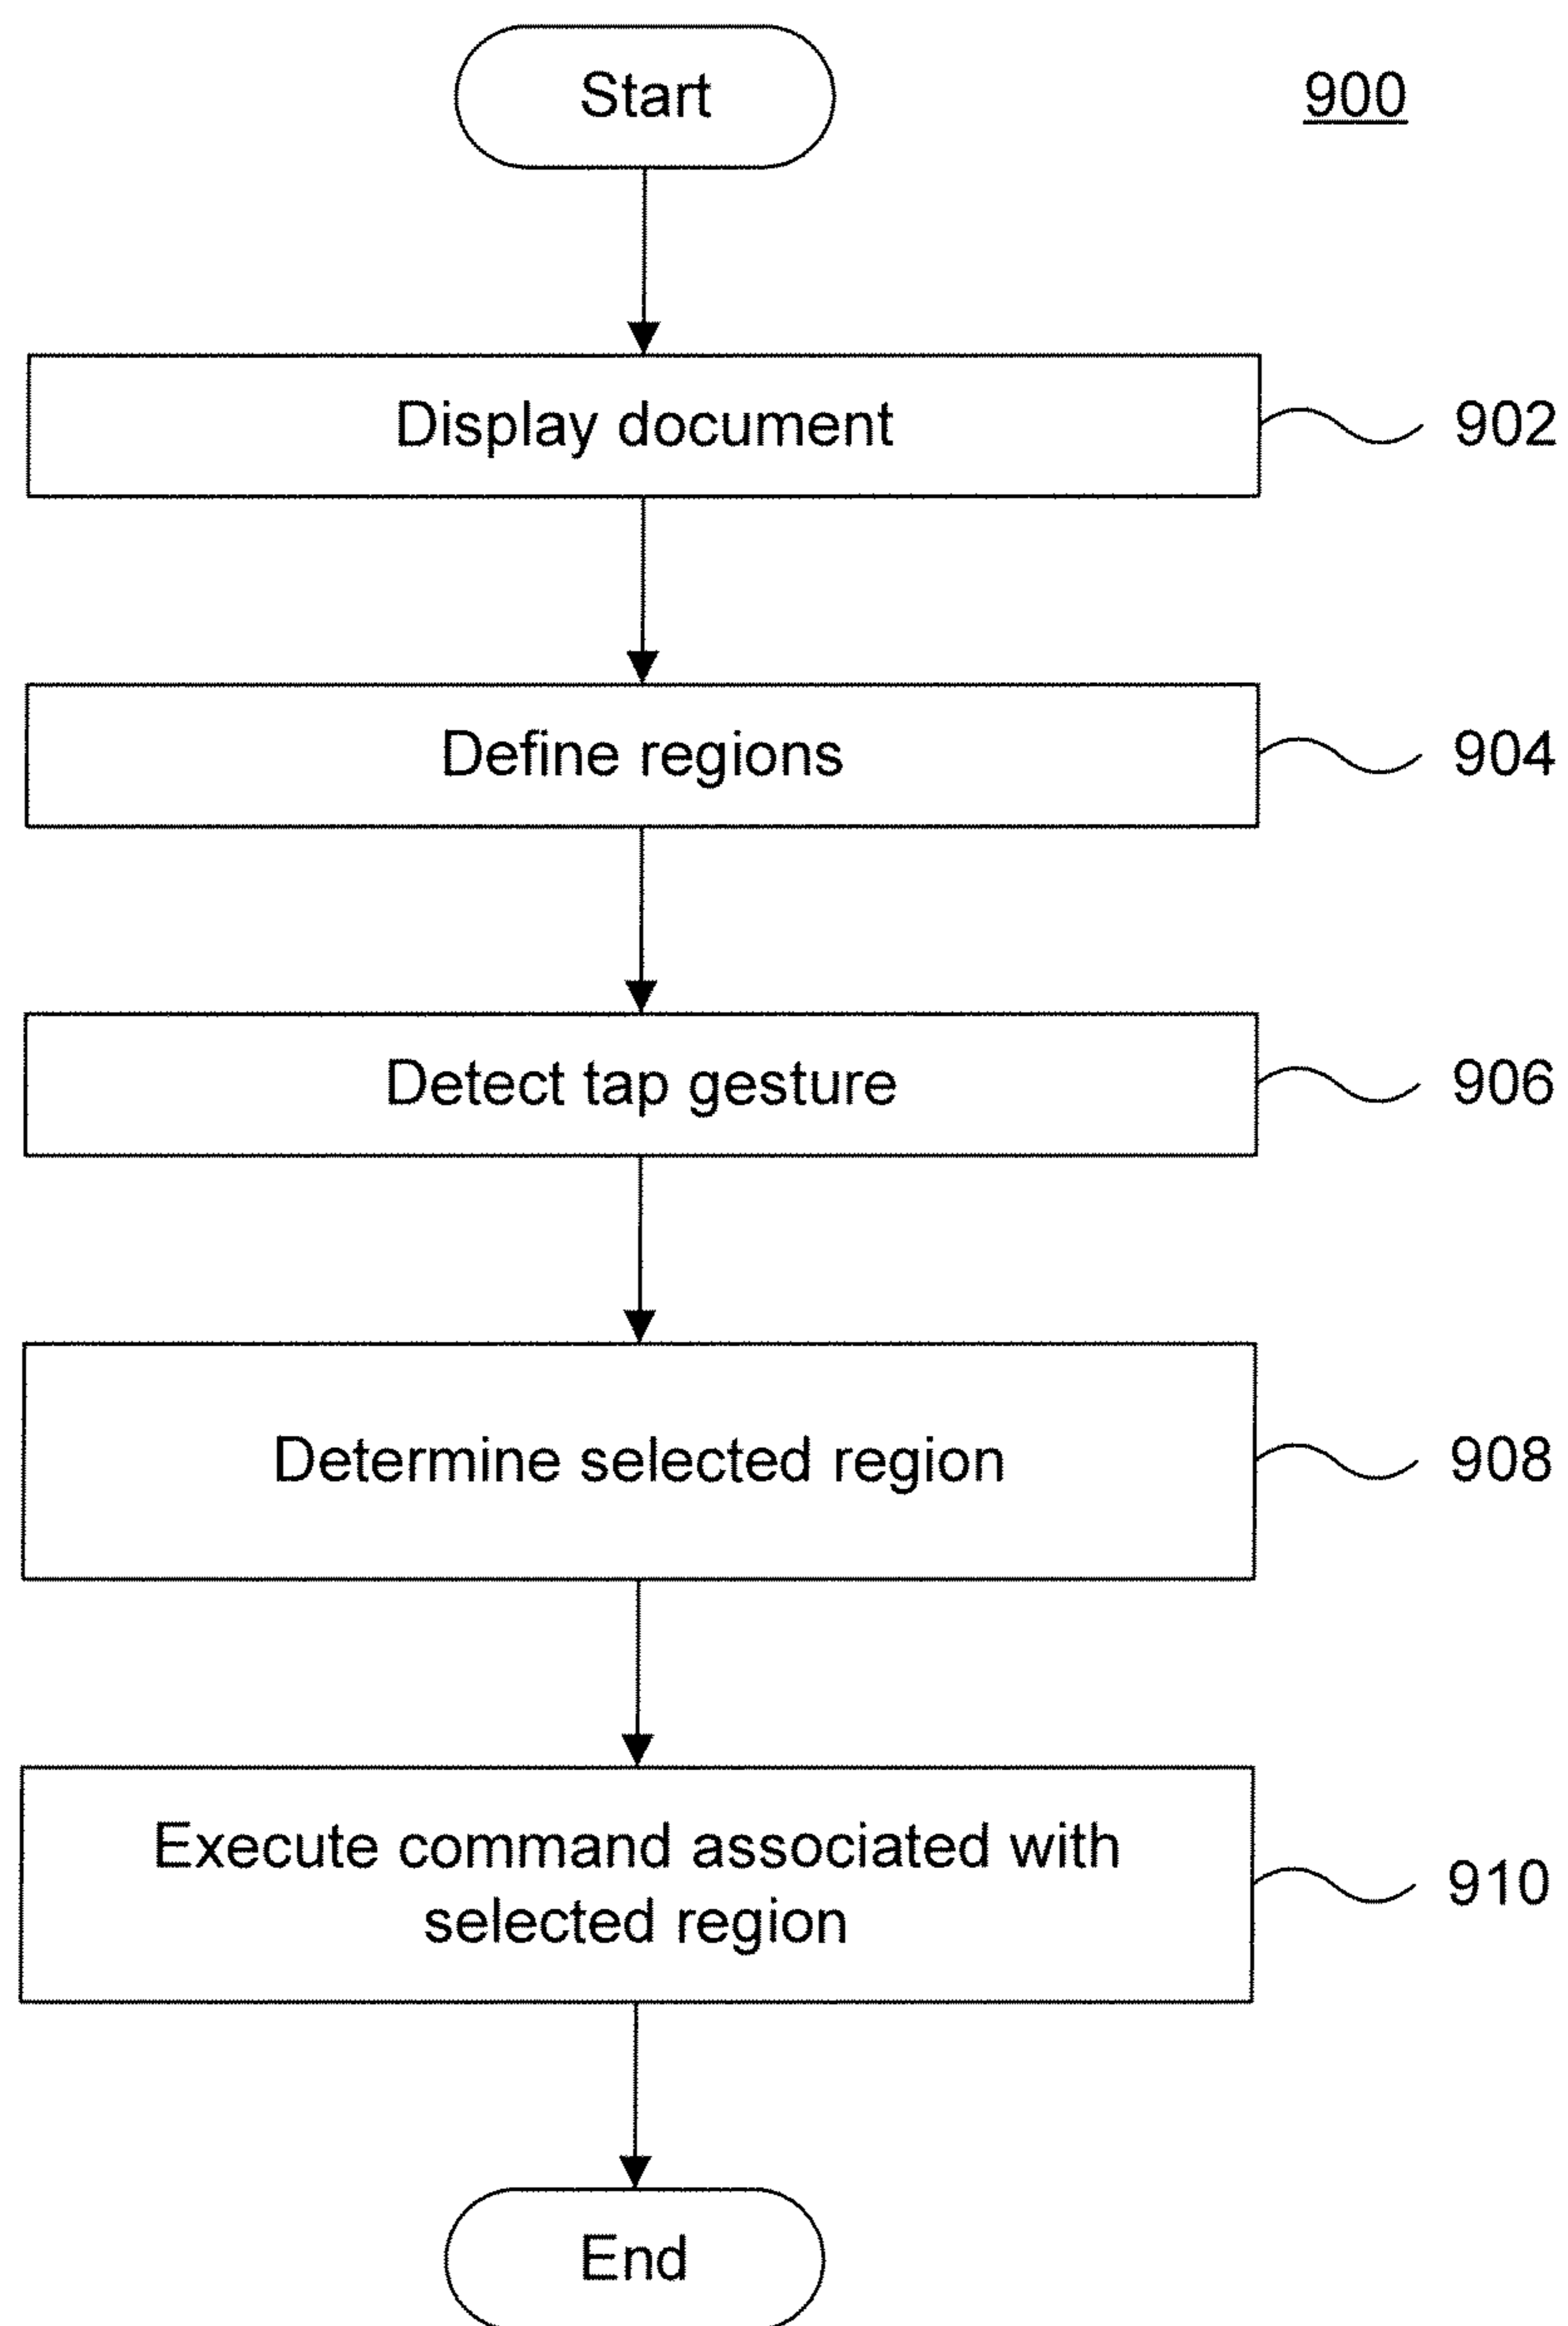 Start
900
Display document
902
Define regions
904
Detect tap gesture
906
Determine selected region
908
Execute command associated with
selected region
910
End